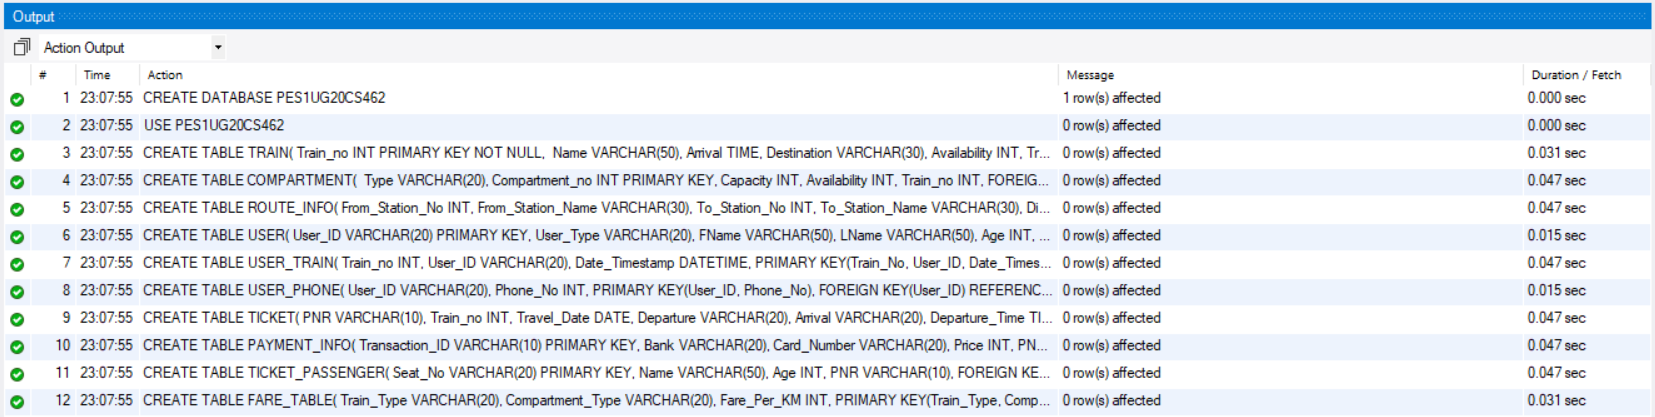 Output
Action Output
# Time Action Message Duration / Fetch
1 23:07:55 CREATE DATABASE PES1UG20CS462 1 row(s) affected 0.000 sec
2 23:07:55 USE PES1UG20CS462 0 row(s) affected 0.000 sec
3 23:07:55 CREATE TABLE TRAIN( Train_no INT PRIMARY KEY NOT NULL,  Name VARCHAR(50), Arrival TIME, Destination VARCHAR(30), Availability INT, Tr... 0 row(s) affected 0.031 sec
4 23:07:55 CREATE TABLE COMPARTMENT(  Type VARCHAR(20), Compartment_no INT PRIMARY KEY, Capacity INT, Availability INT, Train_no INT, FOREIG... 0 row(s) affected 0.047 sec
5 23:07:55 CREATE TABLE ROUTE_INFO( From_Station_No INT, From_Station_Name VARCHAR(30), To_Station_No INT, To_Station_Name VARCHAR(30), Di... 0 row(s) affected 0.047 sec
6 23:07:55 CREATE TABLE USER( User_ID VARCHAR(20) PRIMARY KEY, User_Type VARCHAR(20), FName VARCHAR(50), LName VARCHAR(50), Age INT, ... 0 row(s) affected 0.015 sec
7 23:07:55 CREATE TABLE USER_TRAIN( Train_no INT, User_ID VARCHAR(20), Date_Timestamp DATETIME, PRIMARY KEY(Train_No, User_ID, Date_Times... 0 row(s) affected 0.047 sec
8 23:07:55 CREATE TABLE USER_PHONE( User_ID VARCHAR(20), Phone_No INT, PRIMARY KEY(User_ID, Phone_No), FOREIGN KEY(User_ID) REFERENC... 0 row(s) affected 0.015 sec
9 23:07:55 CREATE TABLE TICKET( PNR VARCHAR(10), Train_no INT, Travel_Date DATE, Departure VARCHAR(20), Arrival VARCHAR(20), Departure_Time TI... 0 row(s) affected 0.047 sec
10 23:07:55 CREATE TABLE PAYMENT_INFO( Transaction_ID VARCHAR(10) PRIMARY KEY, Bank VARCHAR(20), Card_Number VARCHAR(20), Price INT, PN... 0 row(s) affected 0.047 sec
11 23:07:55 CREATE TABLE TICKET_PASSENGER( Seat_No VARCHAR(20) PRIMARY KEY, Name VARCHAR(50), Age INT, PNR VARCHAR(10), FOREIGN KE... 0 row(s) affected 0.047 sec
12 23:07:55 CREATE TABLE FARE_TABLE( Train_Type VARCHAR(20), Compartment_Type VARCHAR(20), Fare_Per_KM INT, PRIMARY KEY(Train_Type, Comp... 0 row(s) affected 0.031 sec